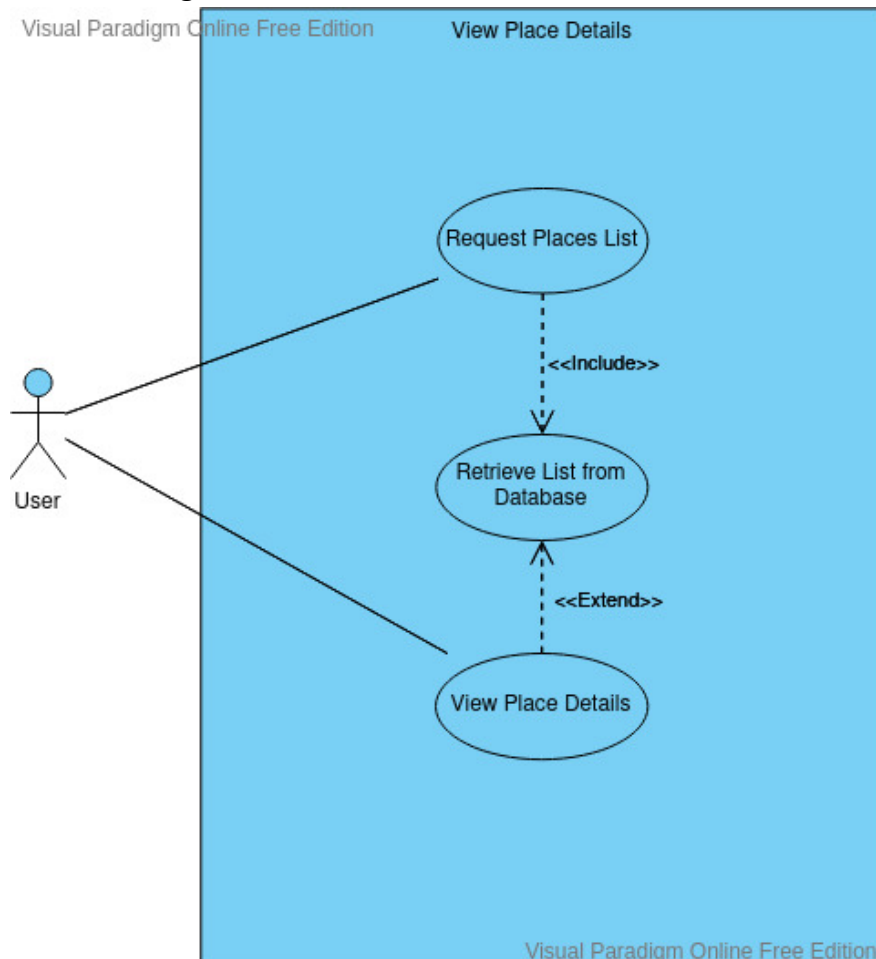 Visual Paradigm Online Free Edition
View Place Details
Request Places List
<<Include>>
Retrieve List from
Database
User
<<Extend>>
View Place Details
Visual Paradigm Online Free Edition